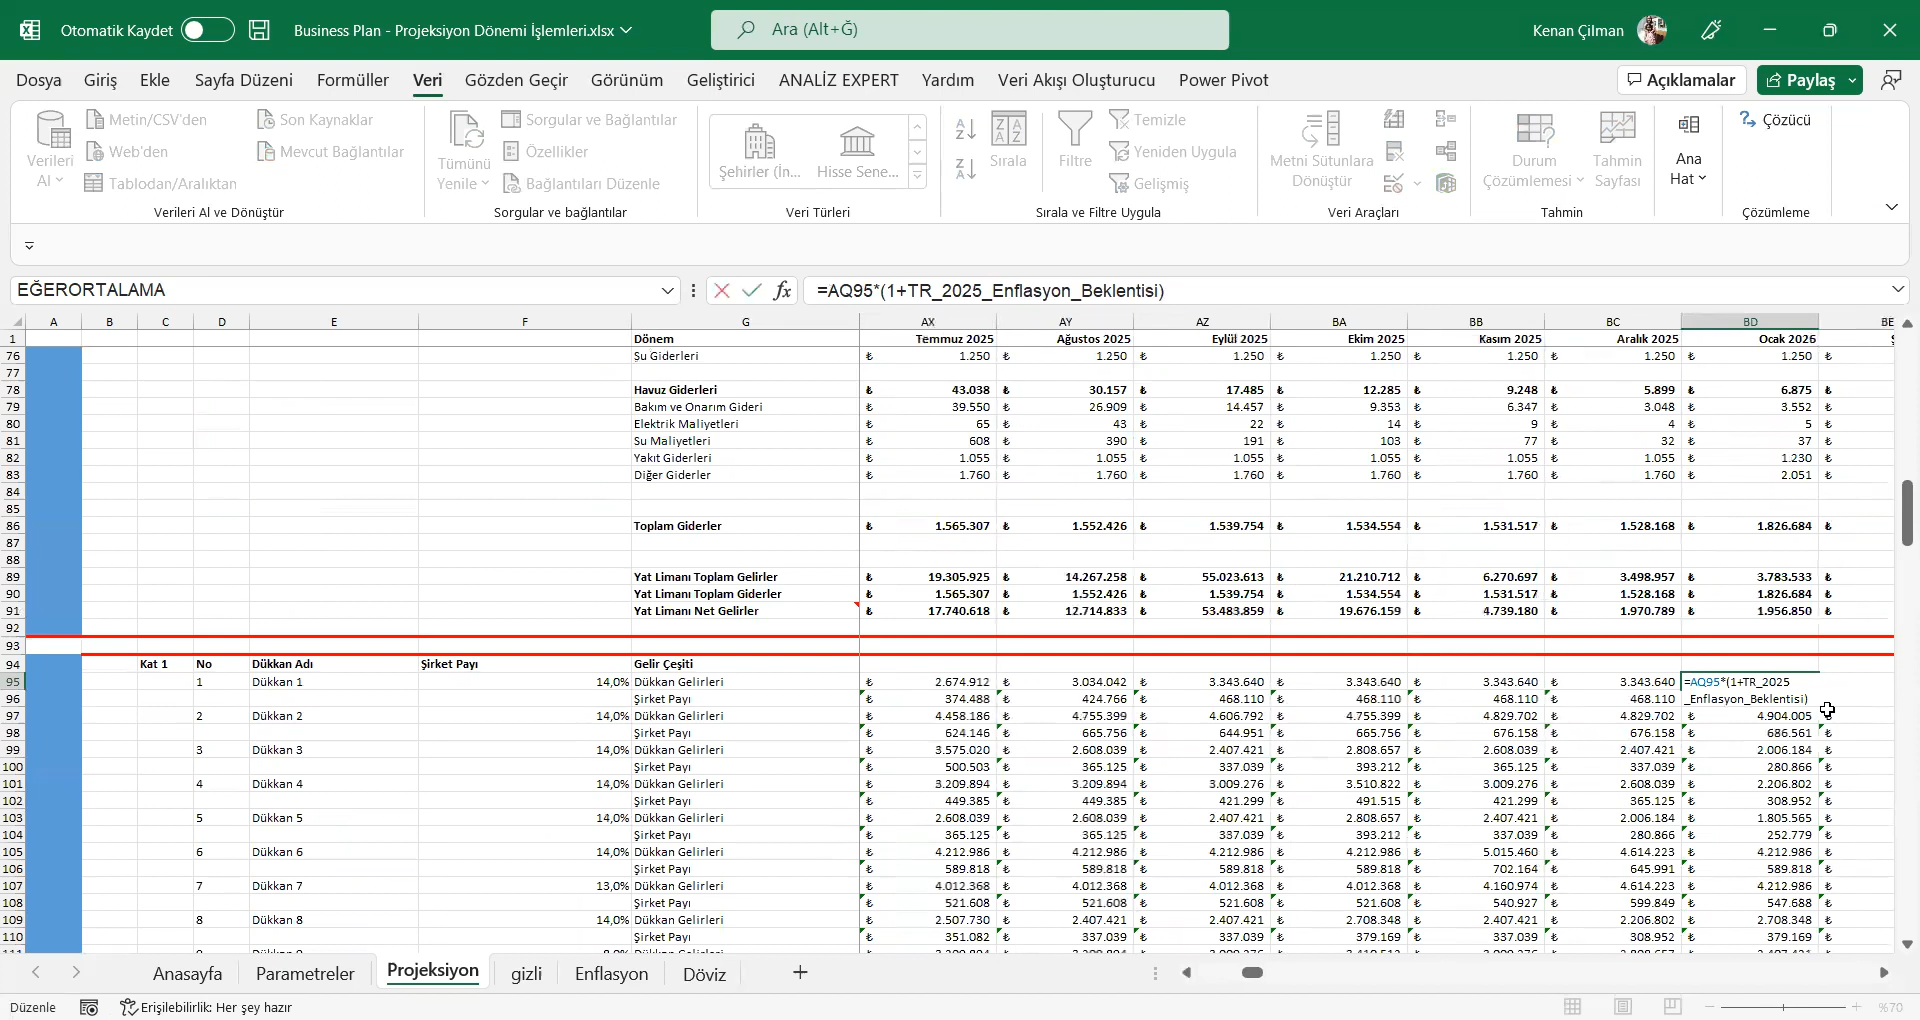 Otomatik Kaydet
Business Plan - Projeksiyon Dönemi İşlemleri.xlsx
Ara (Alt+Ğ)
Kenan Çilman
Dosya Giriş Ekle Sayfa Düzeni Formüller Veri Gözden Geçir Görünüm Geliştirici ANALİZ EXPERT Yardım Veri Akışı Oluşturucu Power Pivot Açıklamalar Paylaş
Verileri Al
Metin/CSV'den
Web'den
Tablodan/Aralıktan
Son Kaynaklar
Mevcut Bağlantılar
Verileri Al ve Dönüştür
Tümünü Yenile
Sorgular ve Bağlantılar
Özellikler
Bağlantıları Düzenle
Sorgular ve bağlantılar
Şehirler (İn... Hisse Sene...
Veri Türleri
Sırala
Filtre
Temizle
Yeniden Uygula
Gelişmiş
Sırala ve Filtre Uygula
Metni Sütunlara Dönüştür
Veri Araçları
Durum Çözümlemesi
Tahmin Sayfası
Tahmin
Ana Hat
Çözücü
Çözümleme
EĞERORTALAMA
fx
=AQ95*(1+TR_2025_Enflasyon_Beklentisi)
A B C D E F G AX AY AZ BA BB BC BD BE
1 Dönem Temmuz 2025 Ağustos 2025 Eylül 2025 Ekim 2025 Kasım 2025 Aralık 2025 Ocak 2026
76 Su Giderleri ₺ 1.250 ₺ 1.250 ₺ 1.250 ₺ 1.250 ₺ 1.250 ₺ 1.250 ₺ 1.250 ₺
77
78 Havuz Giderleri ₺ 43.038 ₺ 30.157 ₺ 17.485 ₺ 12.285 ₺ 9.248 ₺ 5.899 ₺ 6.875 ₺
79 Bakım ve Onarım Gideri ₺ 39.550 ₺ 26.909 ₺ 14.457 ₺ 9.353 ₺ 6.347 ₺ 3.048 ₺ 3.552 ₺
80 Elektrik Maliyetleri ₺ 65 ₺ 43 ₺ 22 ₺ 14 ₺ 9 ₺ 4 ₺ 5 ₺
81 Su Maliyetleri ₺ 608 ₺ 390 ₺ 191 ₺ 103 ₺ 77 ₺ 32 ₺ 37 ₺
82 Yakıt Giderleri ₺ 1.055 ₺ 1.055 ₺ 1.055 ₺ 1.055 ₺ 1.055 ₺ 1.055 ₺ 1.230 ₺
83 Diğer Giderler ₺ 1.760 ₺ 1.760 ₺ 1.760 ₺ 1.760 ₺ 1.760 ₺ 1.760 ₺ 2.051 ₺
84
85
86 Toplam Giderler ₺ 1.565.307 ₺ 1.552.426 ₺ 1.539.754 ₺ 1.534.554 ₺ 1.531.517 ₺ 1.528.168 ₺ 1.826.684 ₺
87
88
89 Yat Limanı Toplam Gelirler ₺ 19.305.925 ₺ 14.267.258 ₺ 55.023.613 ₺ 21.210.712 ₺ 6.270.697 ₺ 3.498.957 ₺ 3.783.533 ₺
90 Yat Limanı Toplam Giderler ₺ 1.565.307 ₺ 1.552.426 ₺ 1.539.754 ₺ 1.534.554 ₺ 1.531.517 ₺ 1.528.168 ₺ 1.826.684 ₺
91 Yat Limanı Net Gelirler ₺ 17.740.618 ₺ 12.714.833 ₺ 53.483.859 ₺ 19.676.159 ₺ 4.739.180 ₺ 1.970.789 ₺ 1.956.850 ₺
92
93
94 Kat 1 No Dükkan Adı Şirket Payı Gelir Çeşiti
95 1 Dükkan 1 14,0% Dükkan Gelirleri ₺ 2.674.912 ₺ 3.034.042 ₺ 3.343.640 ₺ 3.343.640 ₺ 3.343.640 ₺ 3.343.640 =AQ95*(1+TR_2025
96 Şirket Payı ₺ 374.488 ₺ 424.766 ₺ 468.110 ₺ 468.110 ₺ 468.110 ₺ 468.110 _Enflasyon_Beklentisi)
97 2 Dükkan 2 14,0% Dükkan Gelirleri ₺ 4.458.186 ₺ 4.755.399 ₺ 4.606.792 ₺ 4.755.399 ₺ 4.829.702 ₺ 4.829.702 ₺ 4.904.005
98 Şirket Payı ₺ 624.146 ₺ 665.756 ₺ 644.951 ₺ 665.756 ₺ 676.158 ₺ 676.158 ₺ 686.561 ₺
99 3 Dükkan 3 14,0% Dükkan Gelirleri ₺ 3.575.020 ₺ 2.608.039 ₺ 2.407.421 ₺ 2.808.657 ₺ 2.608.039 ₺ 2.407.421 ₺ 2.006.184 ₺
100 Şirket Payı ₺ 500.503 ₺ 365.125 ₺ 337.039 ₺ 393.212 ₺ 365.125 ₺ 337.039 ₺ 280.866 ₺
101 4 Dükkan 4 14,0% Dükkan Gelirleri ₺ 3.209.894 ₺ 3.209.894 ₺ 3.009.276 ₺ 3.510.822 ₺ 3.009.276 ₺ 2.608.039 ₺ 2.206.802 ₺
102 Şirket Payı ₺ 449.385 ₺ 449.385 ₺ 421.299 ₺ 491.515 ₺ 421.299 ₺ 365.125 ₺ 308.952 ₺
103 5 Dükkan 5 14,0% Dükkan Gelirleri ₺ 2.608.039 ₺ 2.608.039 ₺ 2.407.421 ₺ 2.808.657 ₺ 2.407.421 ₺ 2.006.184 ₺ 1.805.565 ₺
104 Şirket Payı ₺ 365.125 ₺ 365.125 ₺ 337.039 ₺ 393.212 ₺ 337.039 ₺ 280.866 ₺ 252.779 ₺
105 6 Dükkan 6 14,0% Dükkan Gelirleri ₺ 4.212.986 ₺ 4.212.986 ₺ 4.212.986 ₺ 4.212.986 ₺ 5.015.460 ₺ 4.614.223 ₺ 4.212.986 ₺
106 Şirket Payı ₺ 589.818 ₺ 589.818 ₺ 589.818 ₺ 589.818 ₺ 702.164 ₺ 645.991 ₺ 589.818 ₺
107 7 Dükkan 7 13,0% Dükkan Gelirleri ₺ 4.012.368 ₺ 4.012.368 ₺ 4.012.368 ₺ 4.012.368 ₺ 4.160.974 ₺ 4.614.223 ₺ 4.212.986 ₺
108 Şirket Payı ₺ 521.608 ₺ 521.608 ₺ 521.608 ₺ 521.608 ₺ 540.927 ₺ 599.849 ₺ 547.688 ₺
109 8 Dükkan 8 14,0% Dükkan Gelirleri ₺ 2.507.730 ₺ 2.407.421 ₺ 2.407.421 ₺ 2.708.348 ₺ 2.407.421 ₺ 2.206.802 ₺ 2.708.348 ₺
110 Şirket Payı ₺ 351.082 ₺ 337.039 ₺ 337.039 ₺ 379.169 ₺ 337.039 ₺ 308.952 ₺ 379.169 ₺
Anasayfa Parametreler Projeksiyon gizli Enflasyon Döviz
Düzenle Erişilebilirlik: Her şey hazır %70